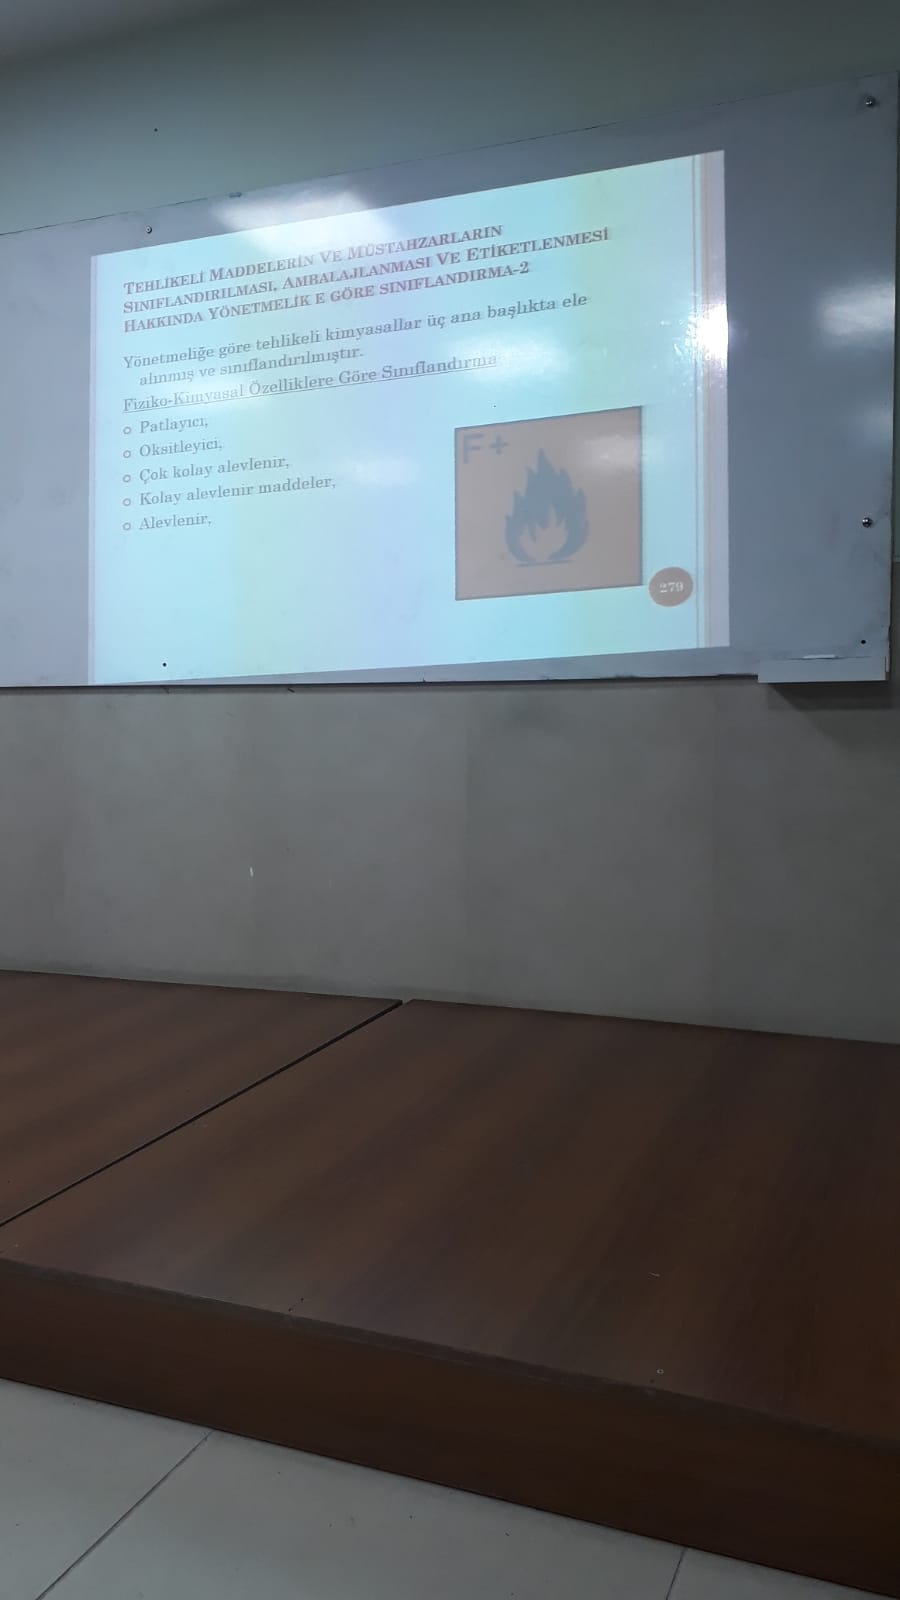 TEHLİKELİ MADDELERİN VE MÜSTAHZARLARIN
SINIFLANDIRILMASI, AMBALAJLANMASI VE ETİKETLENMESİ
HAKKINDA YÖNETMELİK E GÖRE SINIFLANDIRMA-2
Yönetmeliğe göre tehlikeli kimyasallar üç ana başlıkta ele
alınmış ve sınıflandırılmıştır.
Fiziko-Kimyasal Özelliklere Göre Sınıflandırma
Patlayıcı,
Oksitleyici,
Çok kolay alevlenir,
Kolay alevlenir maddeler,
Alevlenir,
F+
279